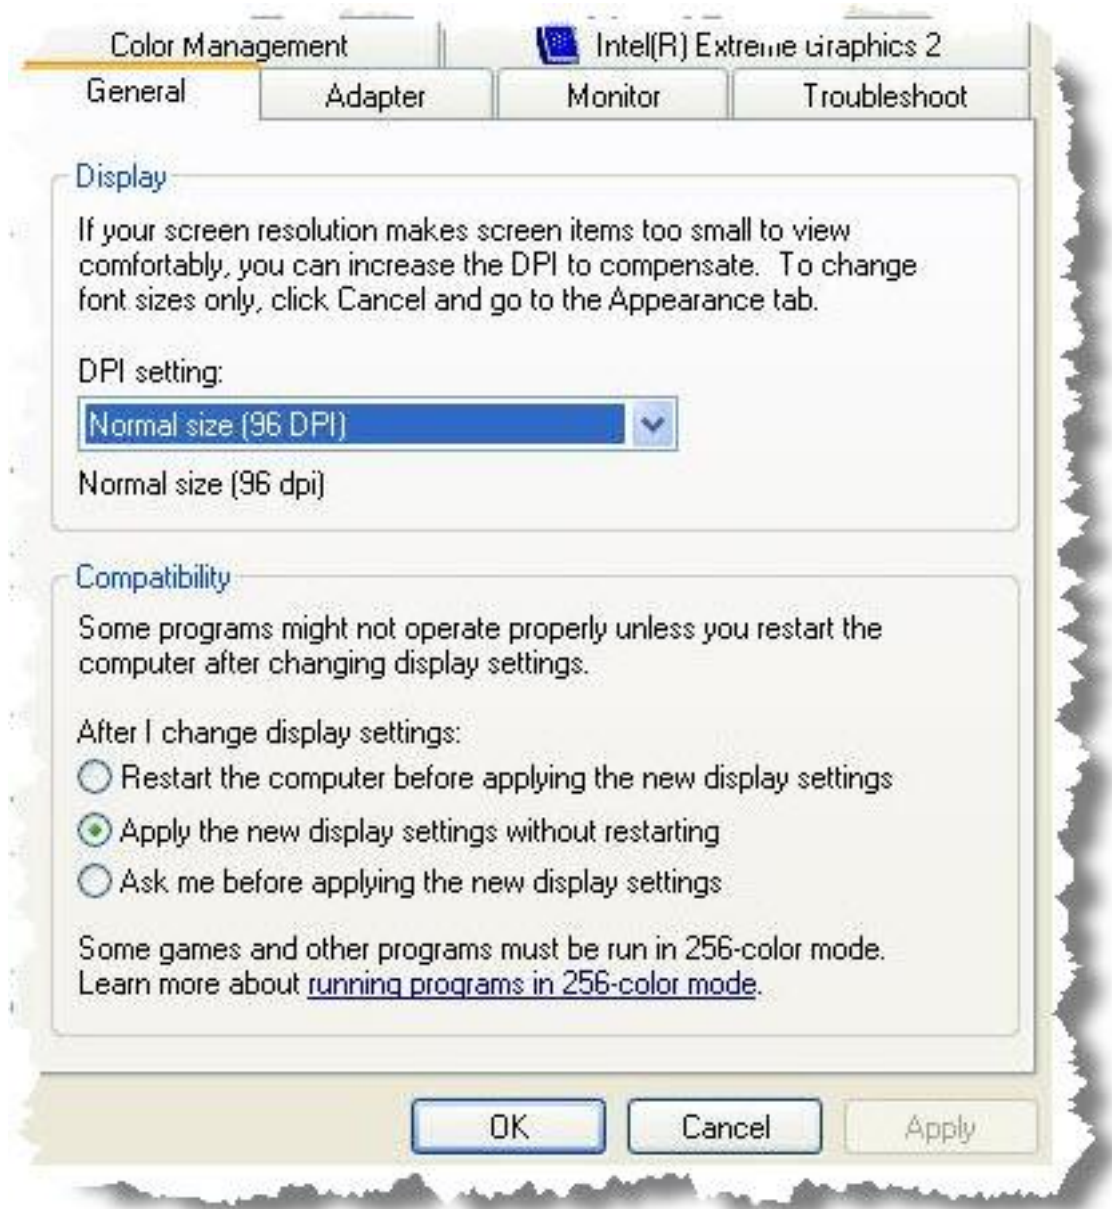 Color Management
Intel(R) Extreme Graphics 2
General
Adapter
Monitor
Troubleshoot
Display
If your screen resolution makes screen items too small to view
comfortably, you can increase the DPI to compensate. To change
font sizes only, click Cancel and go to the Appearance tab.
DPI setting:
Normal size (96 DPI)
Normal size (96 dpi)
Compatibility
Some programs might not operate properly unless you restart the
computer after changing display settings.
After I change display settings:
Restart the computer before applying the new display settings
Apply the new display settings without restarting
Ask me before applying the new display settings
Some games and other programs must be run in 256-color mode.
Learn more about running programs in 256-color mode.
OK
Cancel
Apply